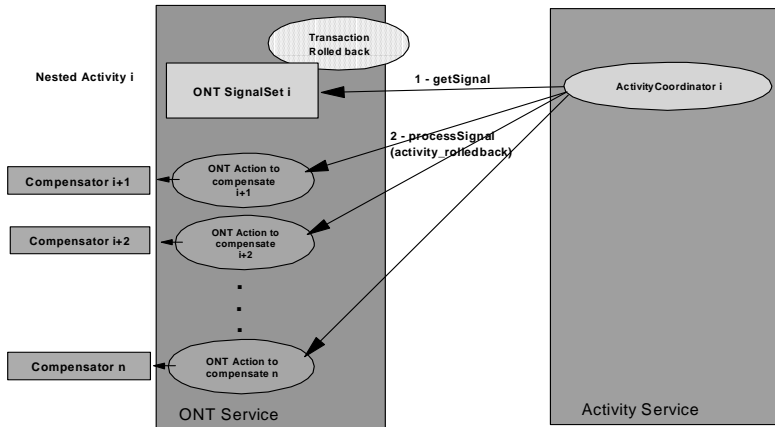 Transaction
Rolled back
Nested Activity i
ONT SignalSet i
1 - getSignal
ActivityCoordinator i
2 - processSignal
(activity_rolledback)
Compensator i+1
ONT Action to
compensate
i+1
Compensator i+2
ONT Action to
compensate
i+2
Compensator n
ONT Action to
compensate n
ONT Service
Activity Service